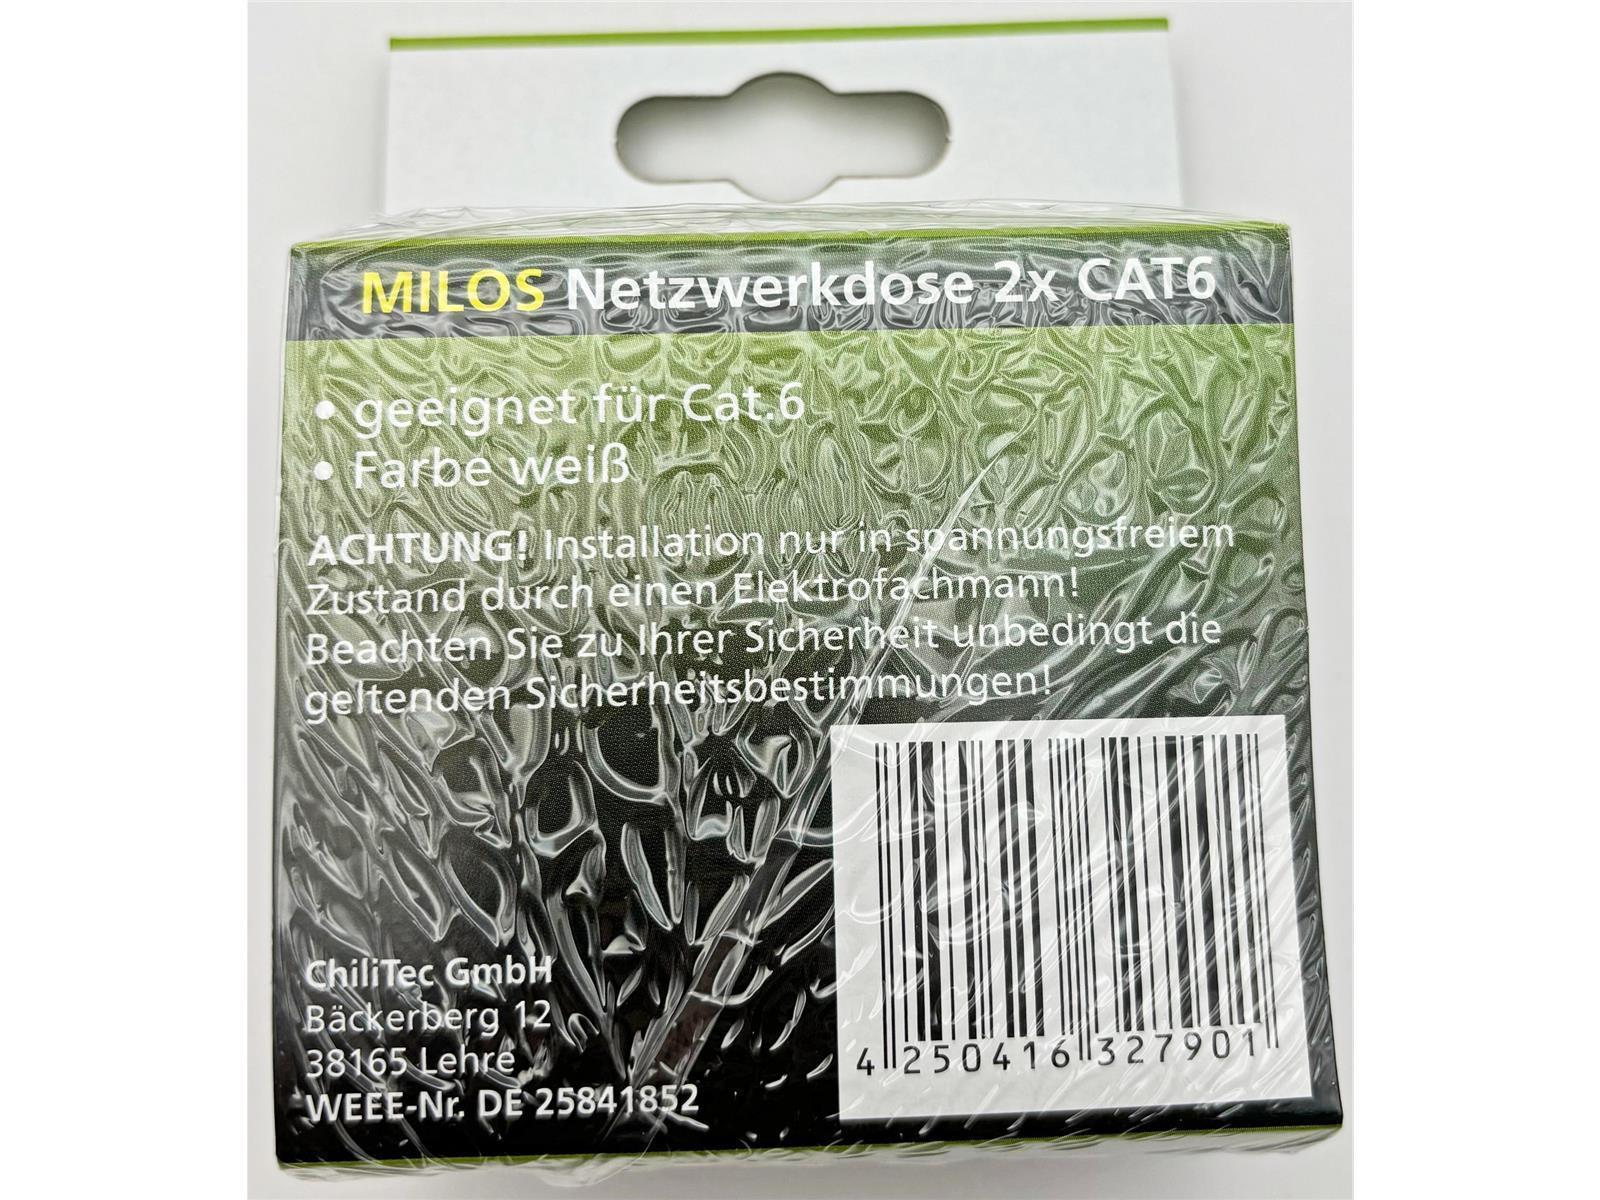 MILOS Netzwerkdose 2x CAT6
• geeignet für Cat.6
• Farbe weiß
ACHTUNG! Installation nur in spannungsfreiem
Zustand durch einen Elektrofachmann!
Beachten Sie zu Ihrer Sicherheit unbedingt die
geltenden Sicherheitsbestimmungen!
ChiliTec GmbH
Bäckerberg 12
38165 Lehre
WEEE-Nr. DE 25841852
4 250416 327901